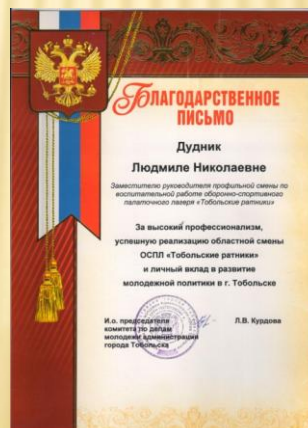 БЛАГОДАРСТВЕННОЕ
ПИСЬМО
Дудник
Людмиле Николаевне
Заместителю руководителя профильной смены по
воспитательной работе оборонно-спортивного
палаточного лагеря «Тобольские ратники»
За высокий профессионализм,
успешную реализацию областной смены
ОСПЛ «Тобольские ратники»
и личный вклад в развитие
молодежной политики в г. Тобольске
И.о. председателя
комитета по делам
молодежи администрации
города Тобольска
Л.В. Курдова